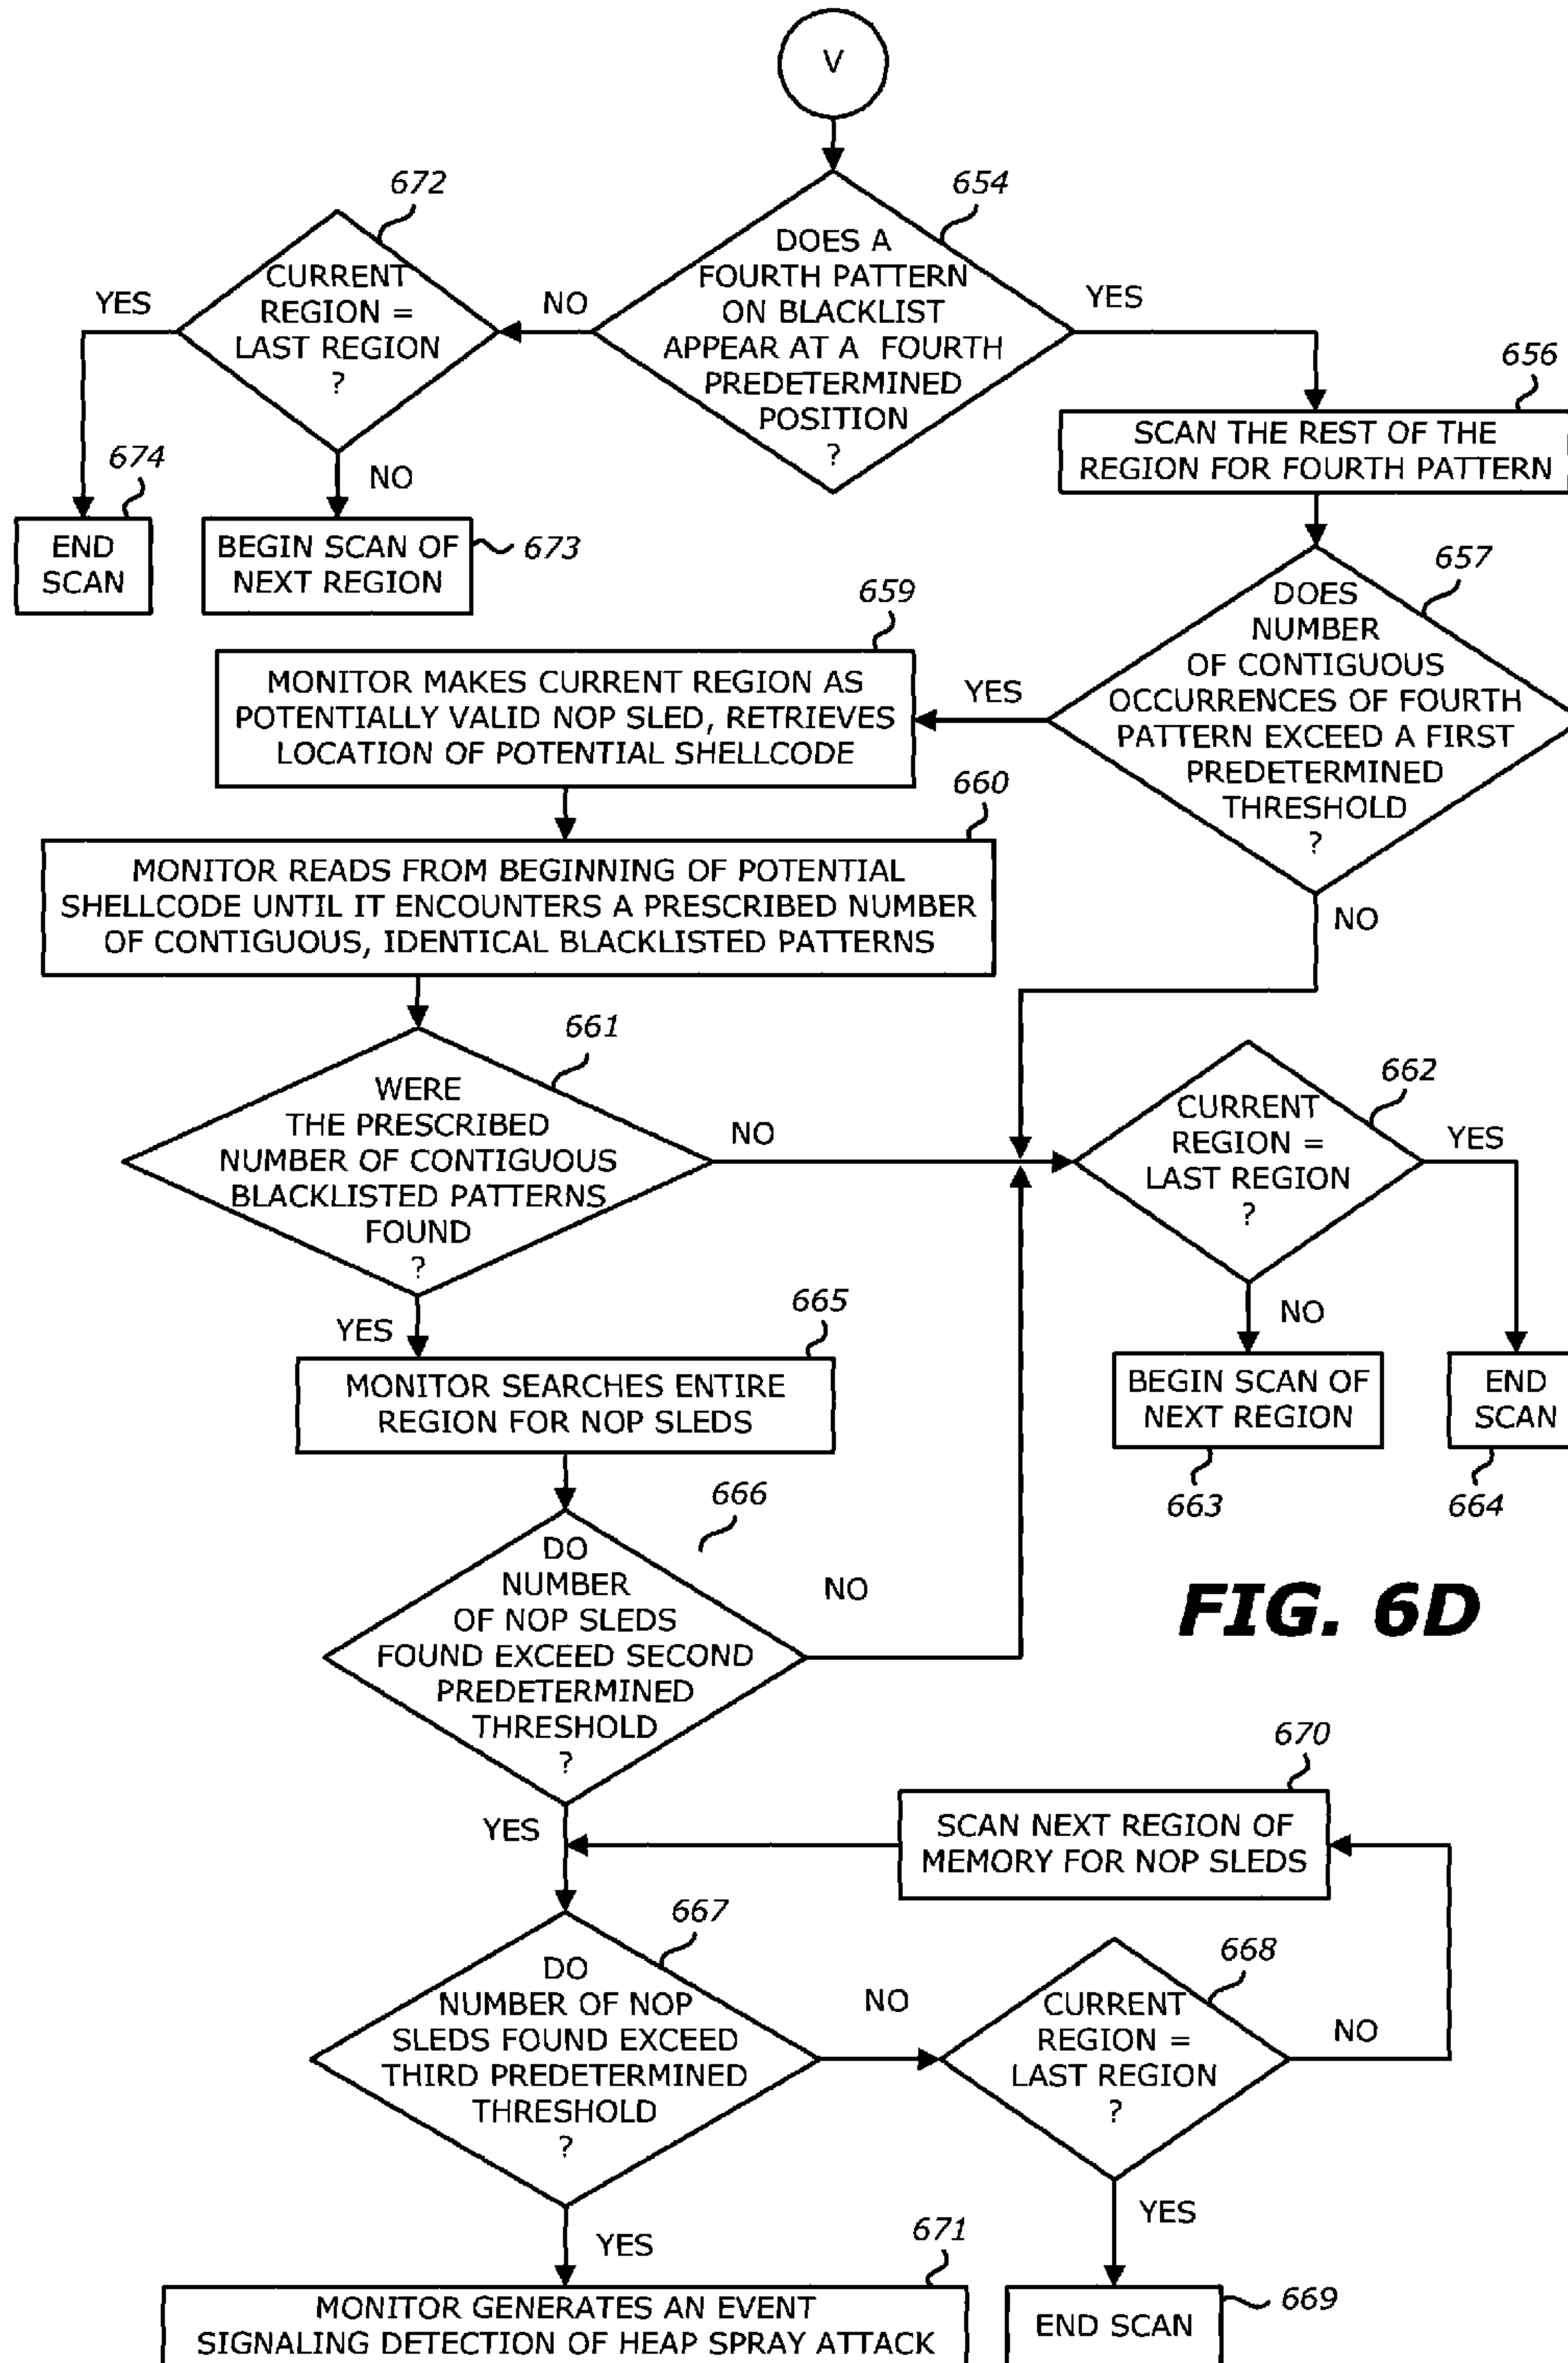 V
672
654
CURRENT
REGION =
LAST REGION
?
YES
NO
DOES A
FOURTH PATTERN
ON BLACKLIST
APPEAR AT A FOURTH
PREDETERMINED
POSITION
?
YES
656
SCAN THE REST OF THE
REGION FOR FOURTH PATTERN
674
NO
END
SCAN
BEGIN SCAN OF
NEXT REGION
673
657
DOES
NUMBER
OF CONTIGUOUS
OCCURRENCES OF FOURTH
PATTERN EXCEED A FIRST
PREDETERMINED
THRESHOLD
?
YES
NO
659
MONITOR MAKES CURRENT REGION AS
POTENTIALLY VALID NOP SLED, RETRIEVES
LOCATION OF POTENTIAL SHELLCODE
660
MONITOR READS FROM BEGINNING OF POTENTIAL
SHELLCODE UNTIL IT ENCOUNTERS A PRESCRIBED NUMBER
OF CONTIGUOUS, IDENTICAL BLACKLISTED PATTERNS
661
WERE
THE PRESCRIBED
NUMBER OF CONTIGUOUS
BLACKLISTED PATTERNS
FOUND
?
NO
YES
662
CURRENT
REGION =
LAST REGION
?
YES
NO
BEGIN SCAN OF
NEXT REGION
663
END
SCAN
664
665
MONITOR SEARCHES ENTIRE
REGION FOR NOP SLEDS
666
DO
NUMBER
OF NOP SLEDS
FOUND EXCEED SECOND
PREDETERMINED
THRESHOLD
?
NO
YES
FIG. 6D
670
SCAN NEXT REGION OF
MEMORY FOR NOP SLEDS
667
DO
NUMBER OF NOP
SLEDS FOUND EXCEED
THIRD PREDETERMINED
THRESHOLD
?
NO
YES
668
CURRENT
REGION =
LAST REGION
?
NO
YES
671
MONITOR GENERATES AN EVENT
SIGNALING DETECTION OF HEAP SPRAY ATTACK
END SCAN
669